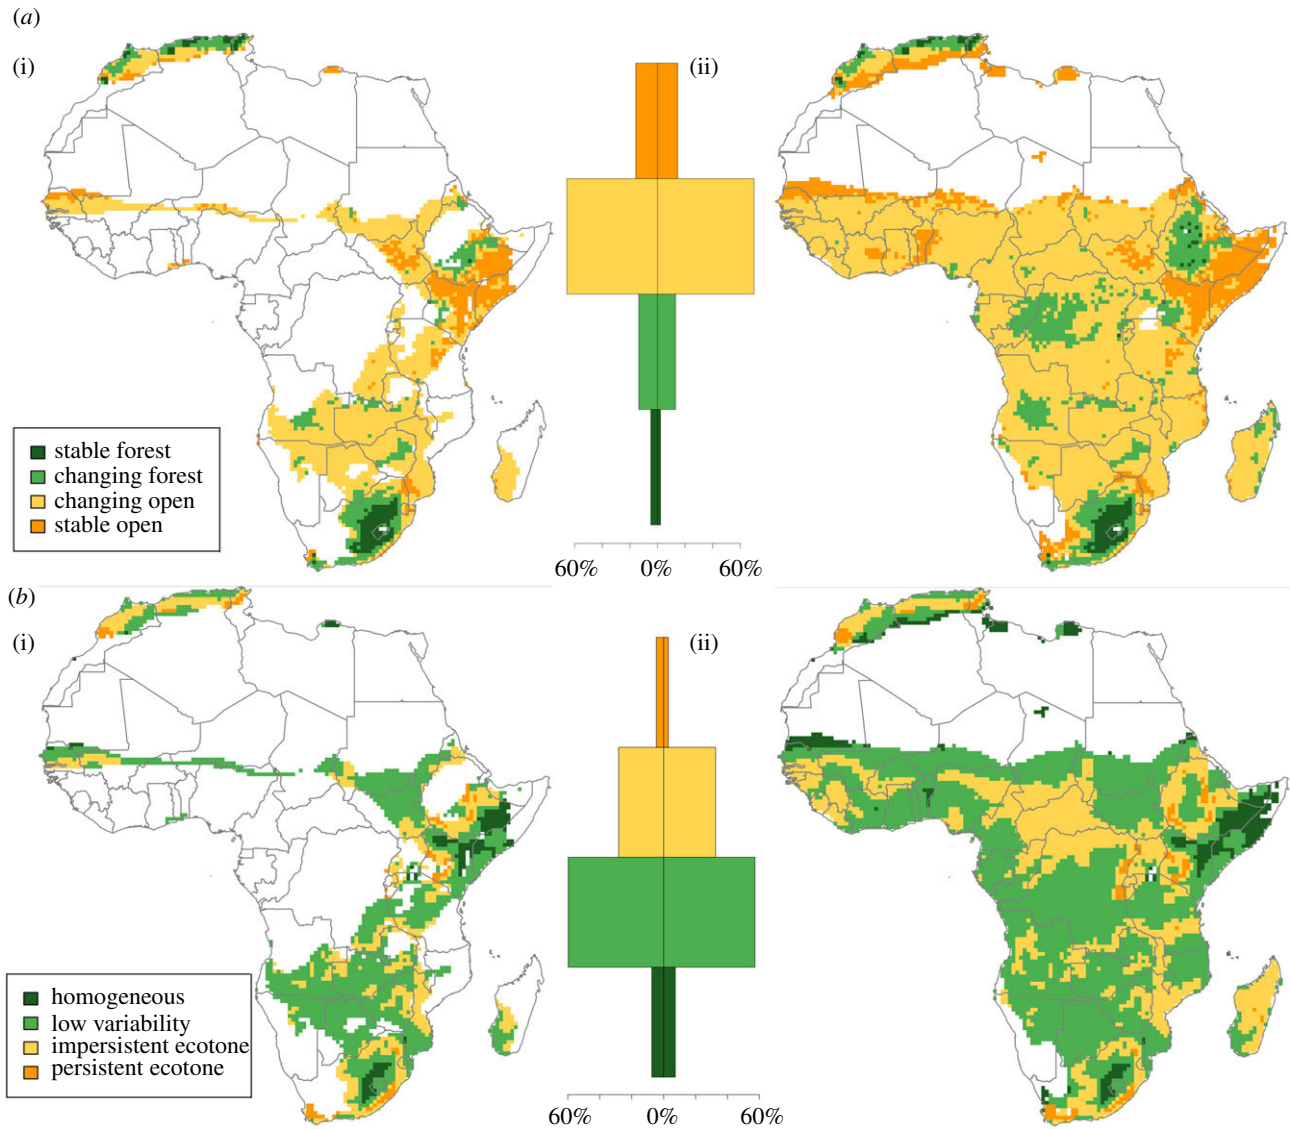 (a)
(i)
(ii)
stable forest
changing forest
changing open
stable open
60% 0% 60%
(b)
(i)
(ii)
homogeneous
low variability
impersistent ecotone
persistent ecotone
60% 0% 60%